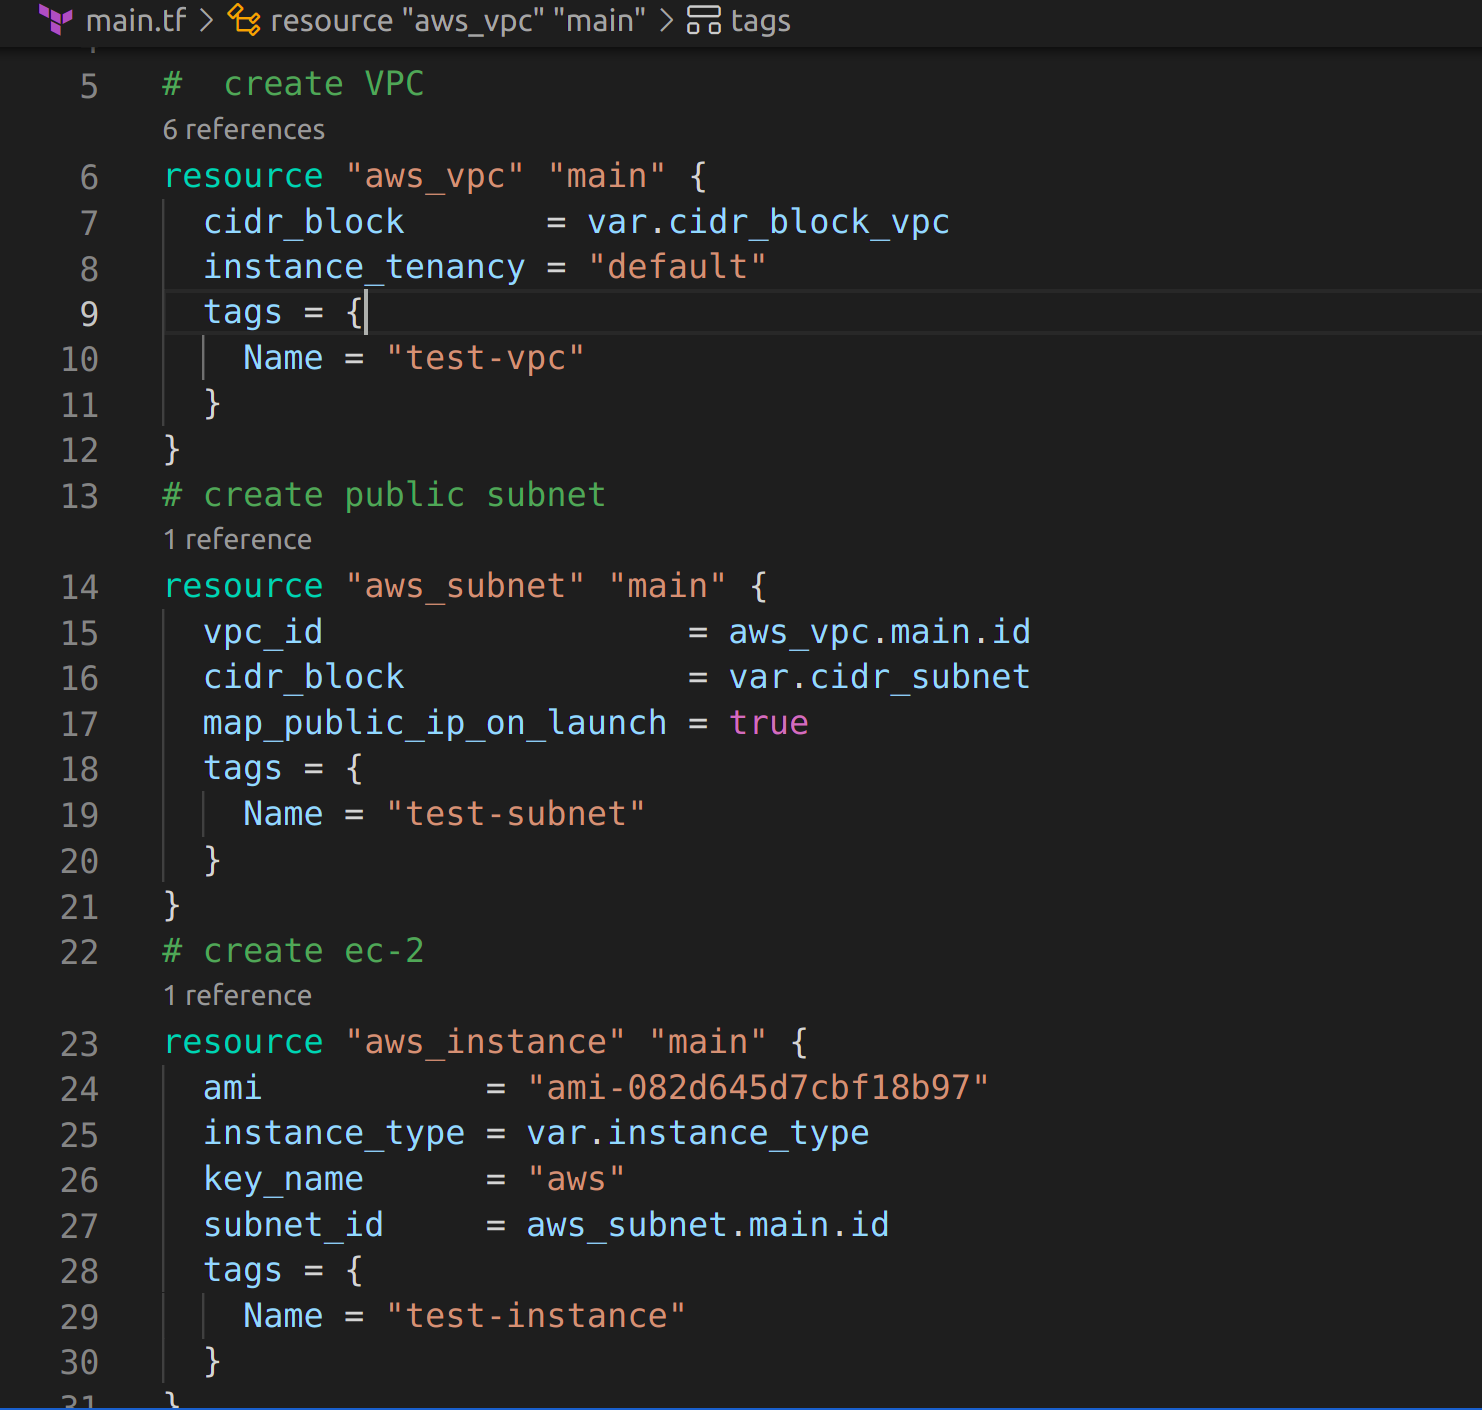 main.tf > resource "aws_vpc" "main" > tags
5 #  create VPC
6 references
6 resource "aws_vpc" "main" {
7   cidr_block       = var.cidr_block_vpc
8   instance_tenancy = "default"
9   tags = {
10     Name = "test-vpc"
11   }
12 }
13 # create public subnet
1 reference
14 resource "aws_subnet" "main" {
15   vpc_id                  = aws_vpc.main.id
16   cidr_block              = var.cidr_subnet
17   map_public_ip_on_launch = true
18   tags = {
19     Name = "test-subnet"
20   }
21 }
22 # create ec-2
1 reference
23 resource "aws_instance" "main" {
24   ami           = "ami-082d645d7cbf18b97"
25   instance_type = var.instance_type
26   key_name      = "aws"
27   subnet_id     = aws_subnet.main.id
28   tags = {
29     Name = "test-instance"
30   }
31 }